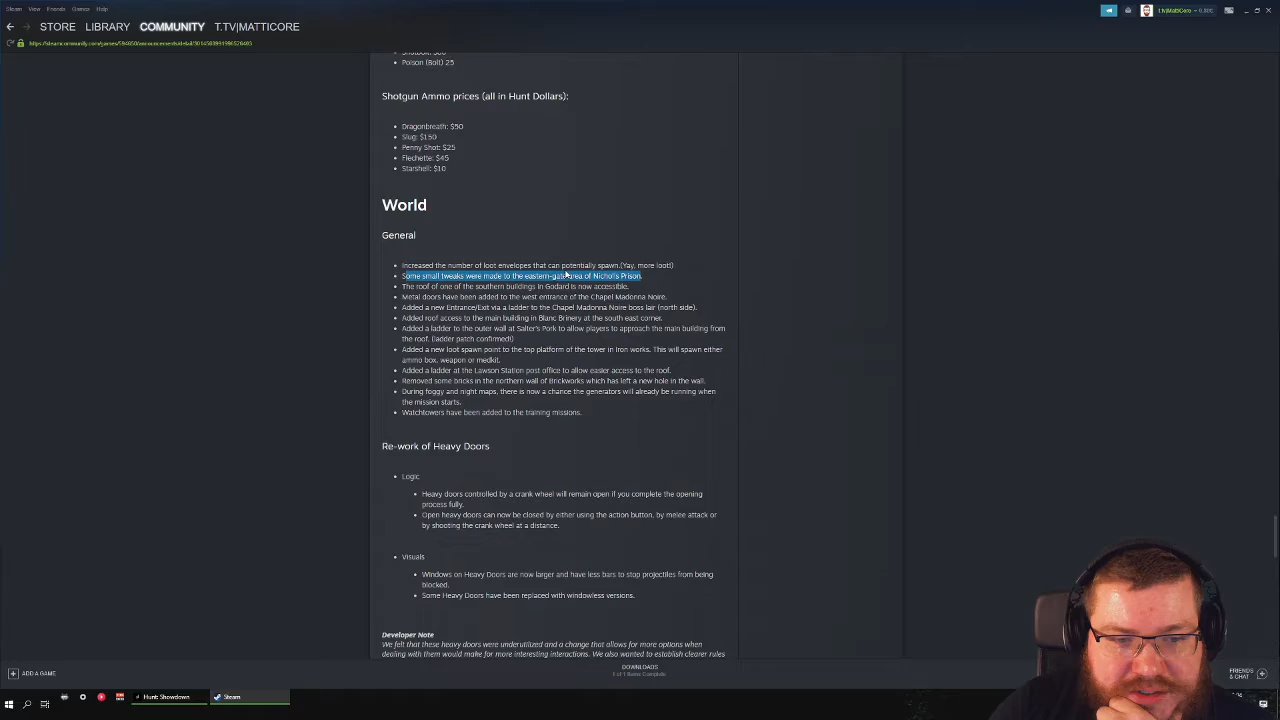 Steam View Friends Games Help
STORE LIBRARY COMMUNITY T.TV|MATTICORE
t.tv|MattiCore
Poison (Bolt) 25
Shotgun Ammo prices (all in Hunt Dollars):
Dragonbreath: $50
Slug: $150
Penny Shot: $25
Flechette: $45
Starshell: $10
World
General
Increased the number of loot envelopes that can potentially spawn.(Yay, more loot!)
Some small tweaks were made to the eastern-gate area of Nicholls Prison.
The roof of one of the southern buildings in Godard is now accessible.
Metal doors have been added to the west entrance of the Chapel Madonna Noire.
Added a new Entrance/Exit via a ladder to the Chapel Madonna Noire boss lair (north side).
Added roof access to the main building in Blanc Brinery at the south east corner.
Added a ladder to the outer wall at Salter's Pork to allow players to approach the main building from
the roof. (ladder patch confirmed!)
Added a new loot spawn point to the top platform of the tower in Iron works. This will spawn either
ammo box, weapon or medkit.
Added a ladder at the Lawson Station post office to allow easier access to the roof.
Removed some bricks in the northern wall of Brickworks which has left a new hole in the wall.
During foggy and night maps, there is now a chance the generators will already be running when
the mission starts.
Watchtowers have been added to the training missions.
Re-work of Heavy Doors
Logic
Heavy doors controlled by a crank wheel will remain open if you complete the opening
process fully.
Open heavy doors can now be closed by either using the action button, by melee attack or
by shooting the crank wheel at a distance.
Visuals
Windows on Heavy Doors are now larger and have less bars to stop projectiles from being
blocked.
Some Heavy Doors have been replaced with windowless versions.
Developer Note
We felt that these heavy doors were underutilized and a change that allows for more options when
dealing with them would make for more interesting interactions. We also wanted to establish clearer rules
ADD A GAME
DOWNLOADS
1 of 1 Items Complete
FRIENDS
& CHAT
Hunt: Showdown
Steam